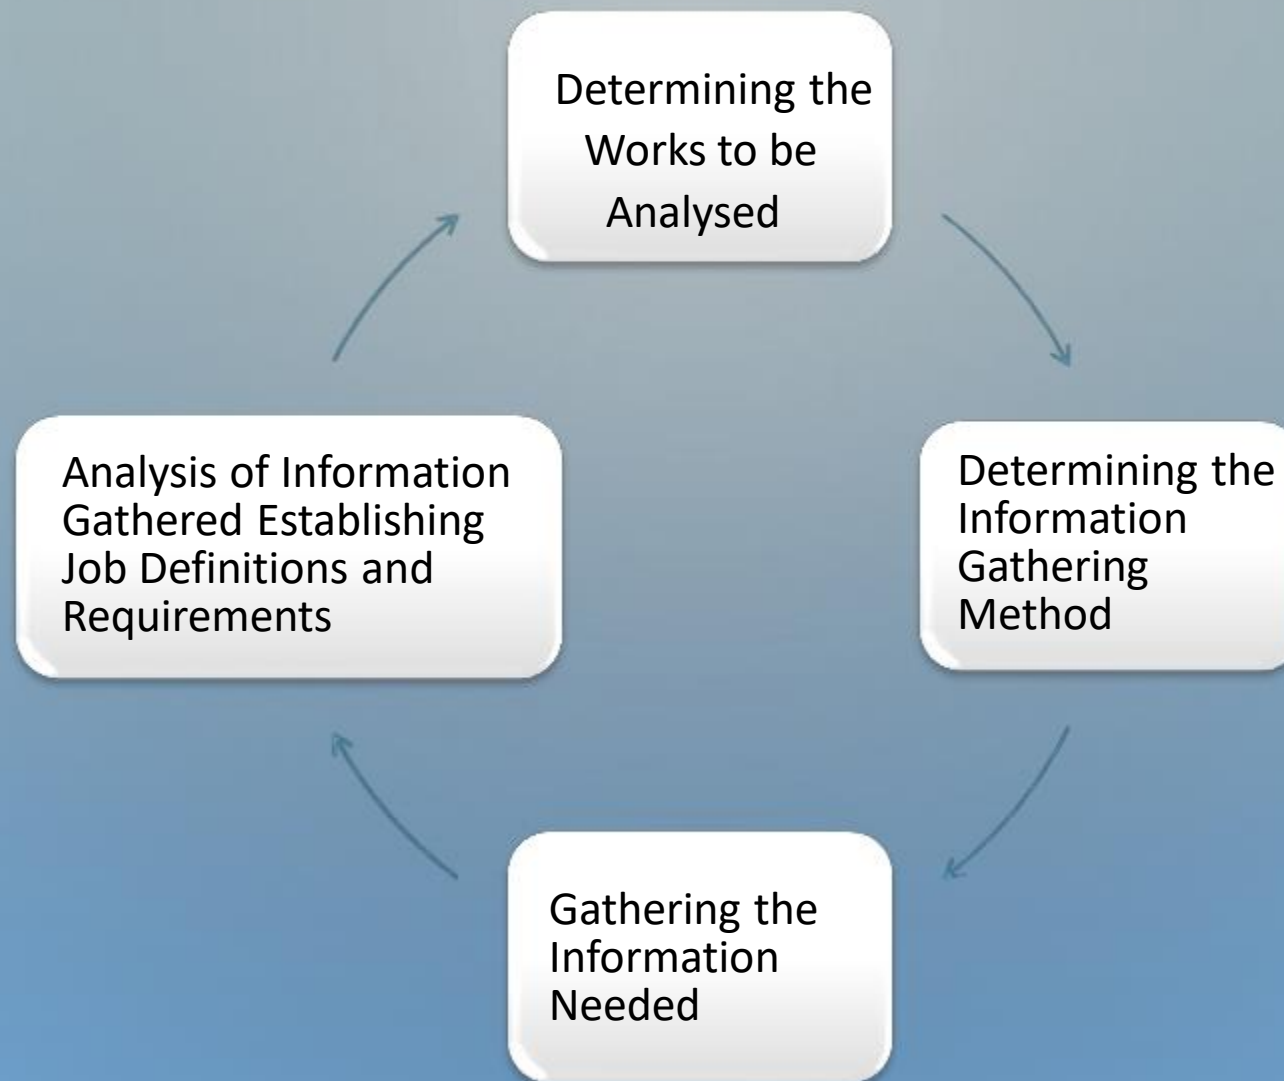 Determining the
Works to be
Analysed
Determining the
Information
Gathering
Method
Gathering the
Information
Needed
Analysis of Information
Gathered Establishing
Job Definitions and
Requirements